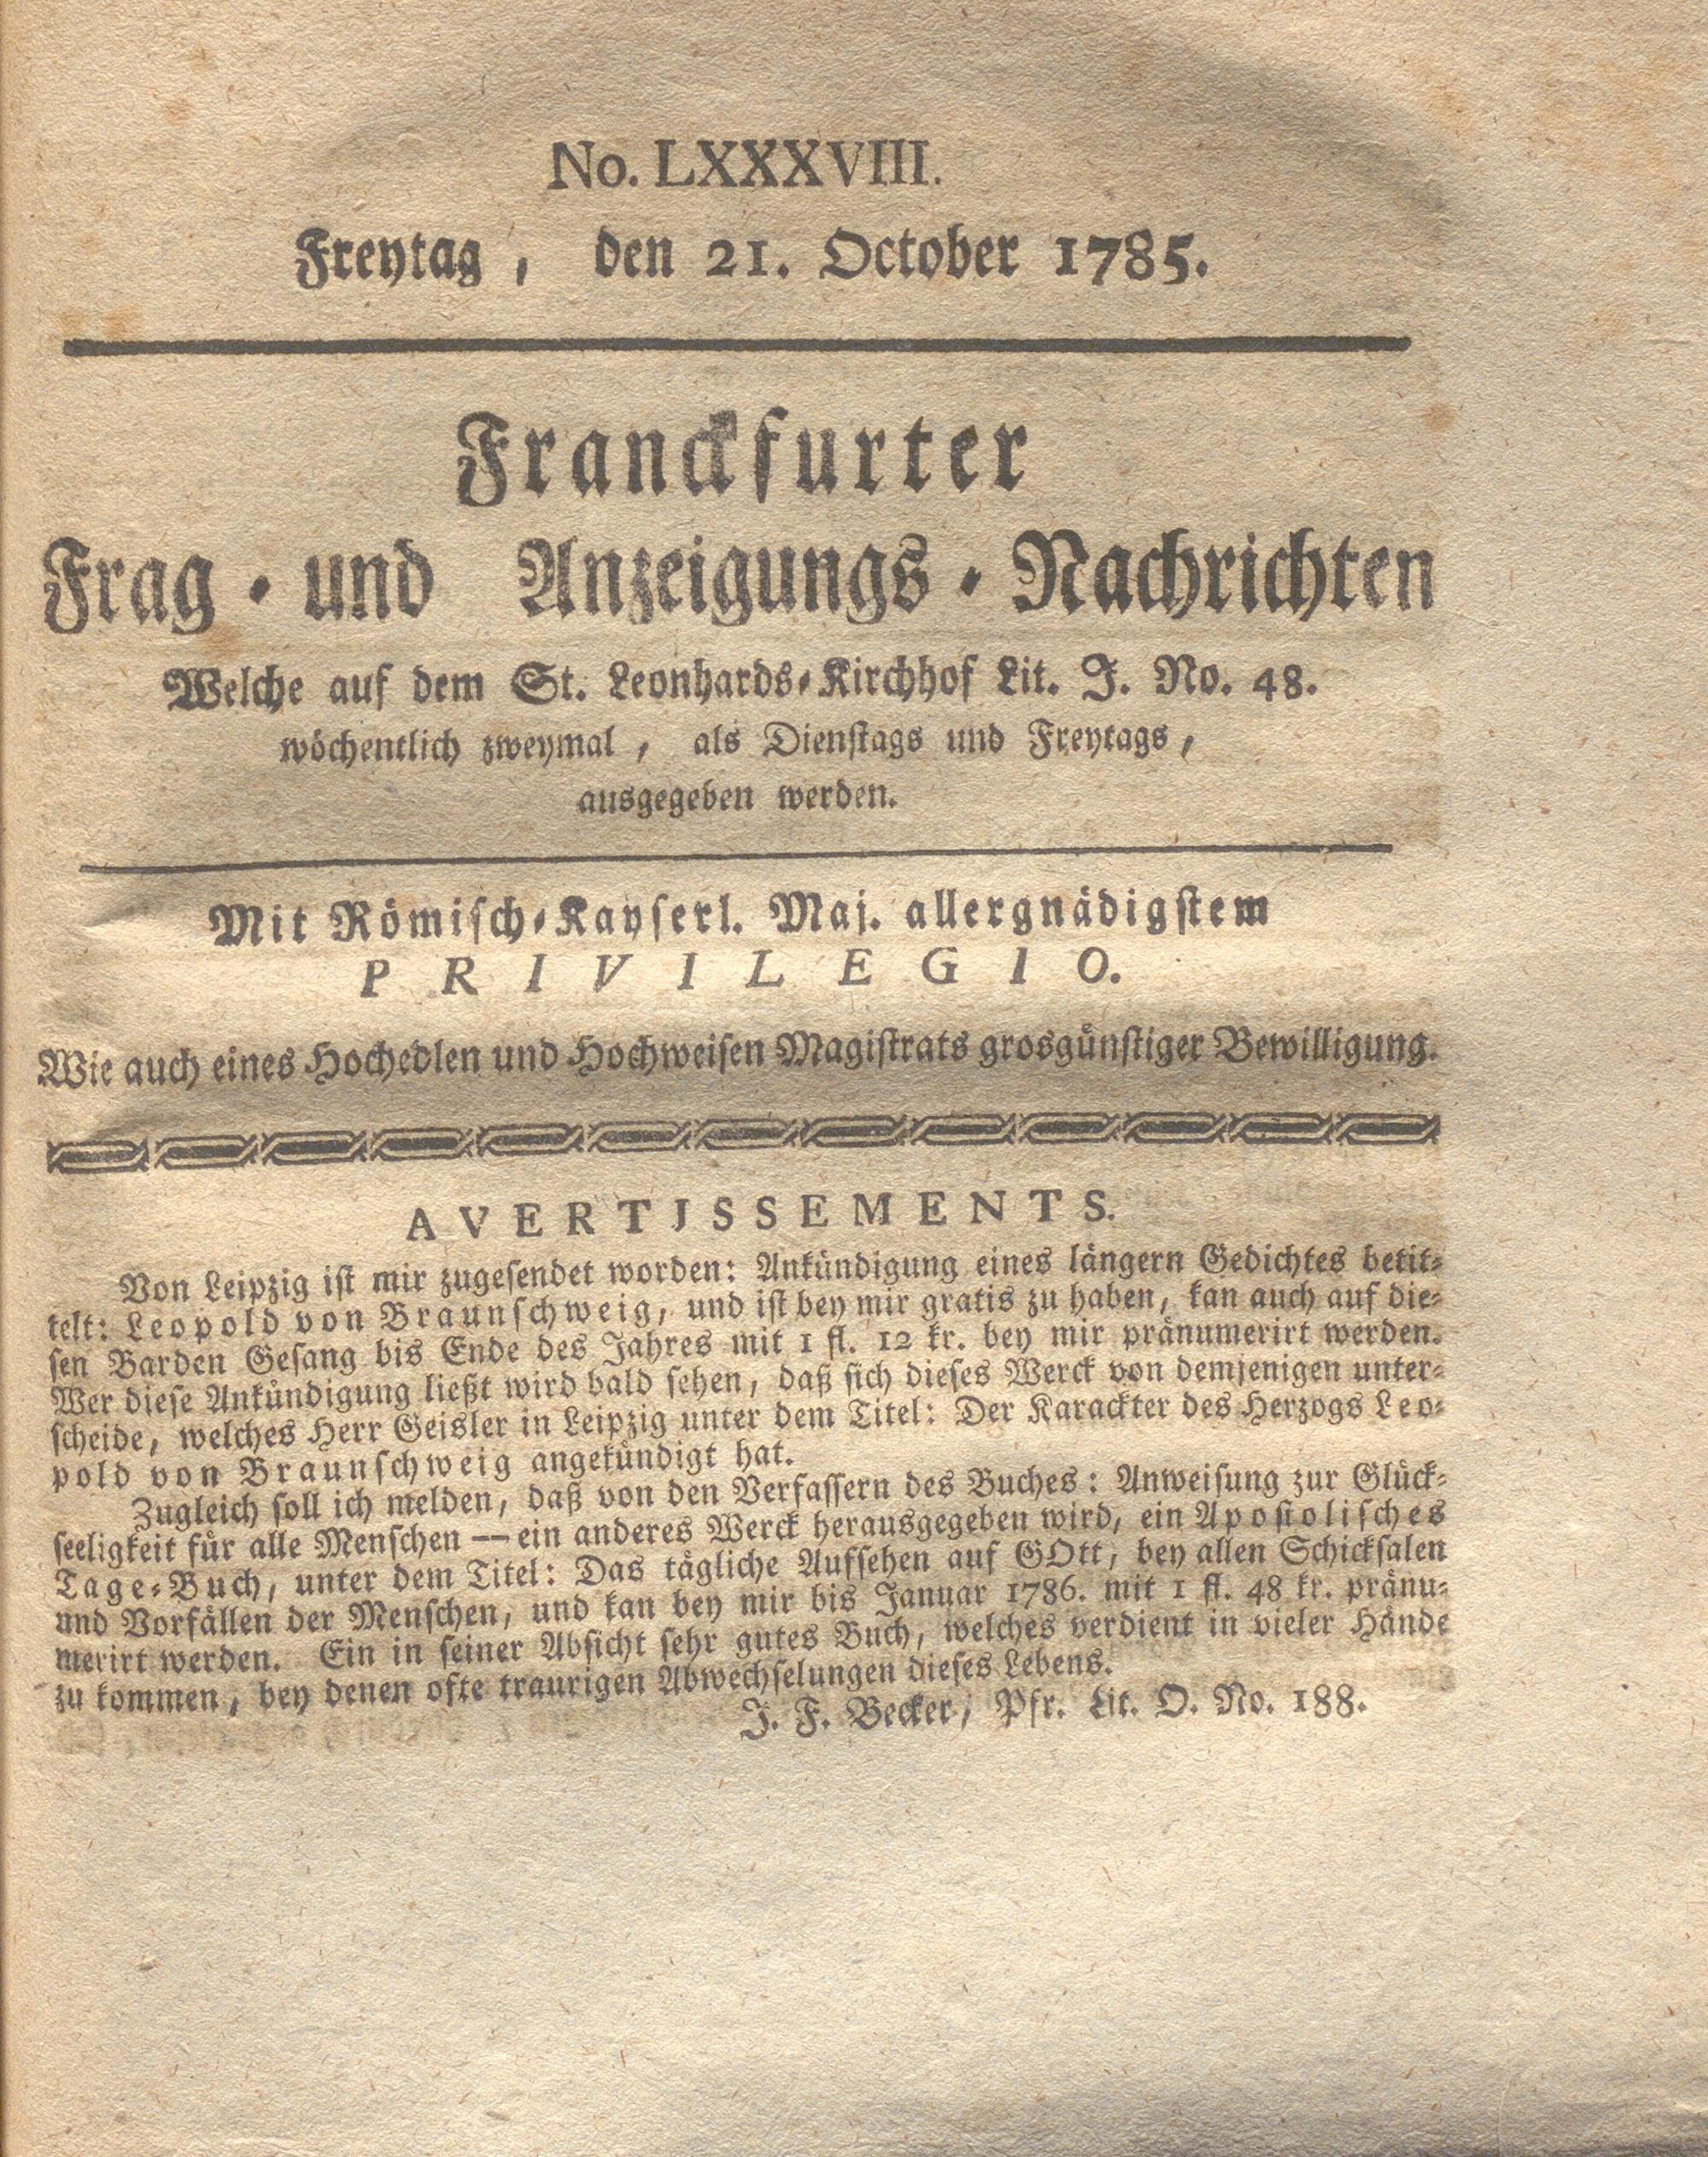 No. LXXXVIII.
Freytag, den 21. October 1785.
Franckfurter
Frag- und Anzeigungs-Nachrichten
Welche auf dem St. Leonhards-Kirchhof Lit. J. No. 48.
wöchentlich zweymal, als Dienstags und Freytags,
ausgegeben werden.
Mit Römisch-Kayserl. Maj. allergnädigstem
PRIVILEGIO.
Wie auch eines Hochedlen und Hochweisen Magistrats grosgünstiger Bewilligung.
AVERTJSSEMENTS.
Von Leipzig ist mir zugesendet worden: Ankündigung eines längern Gedichtes betit-
telt: Leopold von Braunschweig, und ist bey mir gratis zu haben, kan auch auf die-
sen Barden Gesang bis Ende des Jahres mit 1 fl. 12 kr. bey mir pränumerirt werden.
Wer diese Ankündigung ließt wird bald sehen, daß sich dieses Werck von demjenigen unter-
scheide, welches Herr Geisler in Leipzig unter dem Titel: Der Karackter des Herzogs Leo-
pold von Braunschweig angekündigt hat.
Zugleich soll ich melden, daß von den Verfassern des Buches: Anweisung zur Glück-
seeligkeit für alle Menschen — ein anderes Werck herausgegeben wird, ein Apostolisches
Tage-Buch, unter dem Titel: Das tägliche Aufsehen auf GOtt, bey allen Schicksalen
und Vorfällen der Menschen, und kan bey mir bis Januar 1786. mit 1 fl. 48 kr. pränu-
merirt werden. Ein in seiner Absicht sehr gutes Buch, welches verdient in vieler Hände
zu kommen, bey denen ofte traurigen Abwechselungen dieses Lebens.
J. F. Becker, Pfr. Lit. O. No. 188.